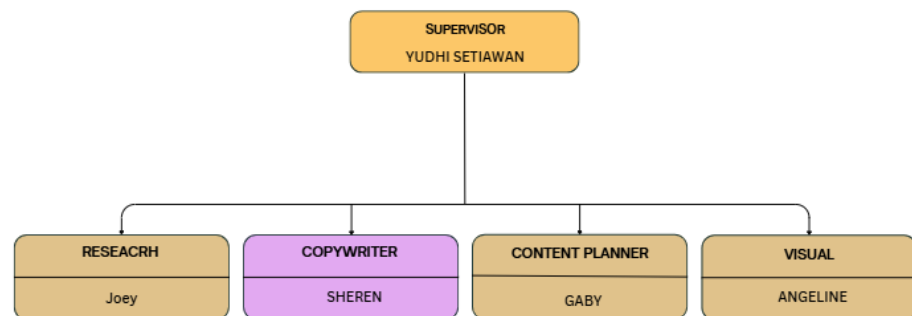 SUPERVISOR
YUDHI SETIAWAN
RESEACRH
Joey
COPYWRITER
SHEREN
CONTENT PLANNER
GABY
VISUAL
ANGELINE